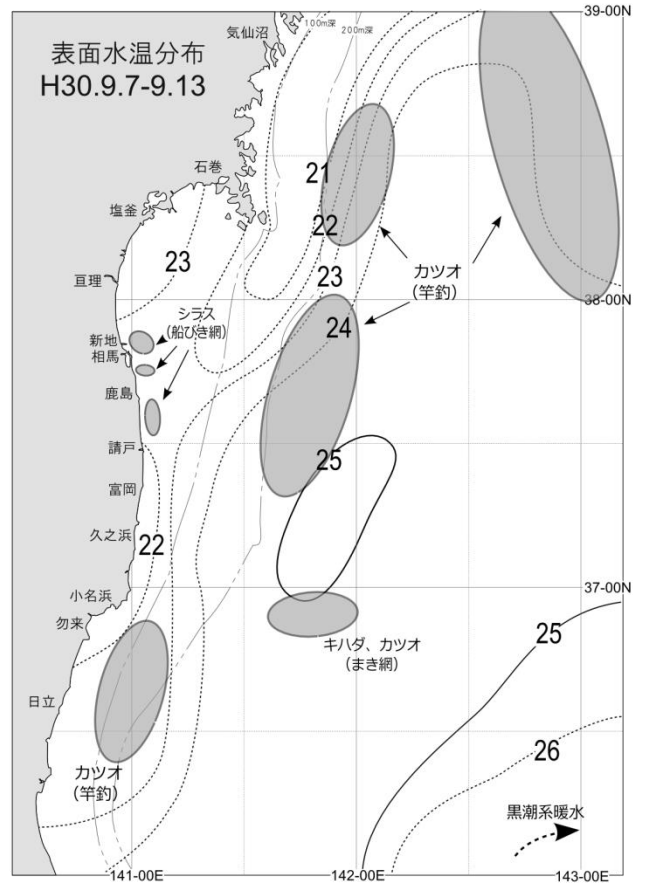 表面水温分布
H30.9.7-9.13
気仙沼
100m深
200m深
39-00N
石巻
塩釜
亘理
新地
相馬
鹿島
請戸
富岡
久之浜
小名浜
勿来
日立
シラス
(船びき網)
21
22
23
23
24
25
22
カツオ
(竿釣)
38-00N
37-00N
キハダ、カツオ
(まき網)
25
26
カツオ
(竿釣)
黒潮系暖水
141-00E
142-00E
143-00E